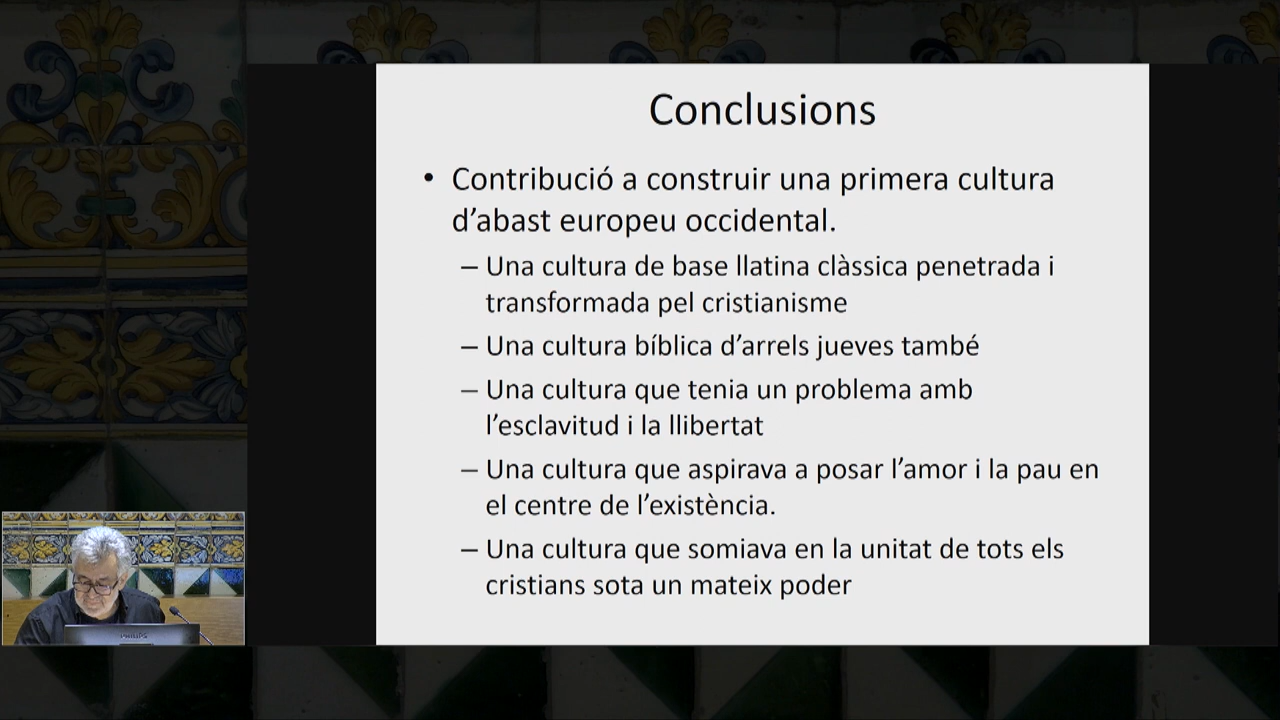 Conclusions
• Contribució a construir una primera cultura
d’abast europeu occidental.
– Una cultura de base llatina clàssica penetrada i
transformada pel cristianisme
– Una cultura bíblica d’arrels jueves també
– Una cultura que tenia un problema amb
l’esclavitud i la llibertat
– Una cultura que aspirava a posar l’amor i la pau en
el centre de l’existència.
– Una cultura que somiava en la unitat de tots els
cristians sota un mateix poder
PHILIPS